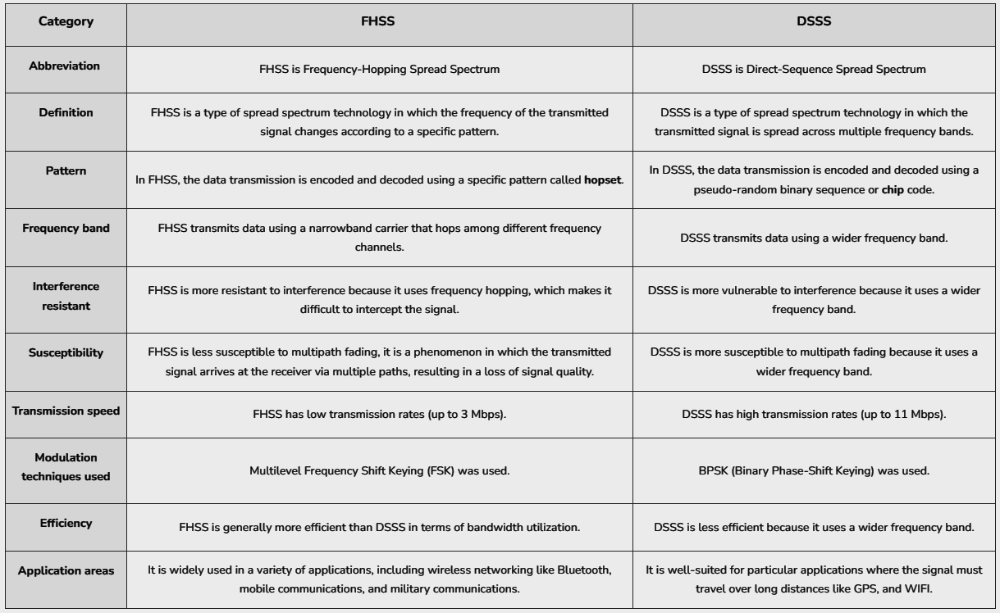 Category FHSS DSSS
Abbreviation FHSS is Frequency-Hopping Spread Spectrum DSSS is Direct-Sequence Spread Spectrum
Definition
FHSS is a type of spread spectrum technology in which the frequency of the transmitted
signal changes according to a specific pattern.
DSSS is a type of spread spectrum technology in which the
transmitted signal is spread across multiple frequency bands.
Pattern
In FHSS, the data transmission is encoded and decoded using a specific pattern called hopset.
In DSSS, the data transmission is encoded and decoded using a
pseudo-random binary sequence or chip code.
Frequency band
FHSS transmits data using a narrowband carrier that hops among different frequency
channels.
DSSS transmits data using a wider frequency band.
Interference
resistant
FHSS is more resistant to interference because it uses frequency hopping, which makes it
difficult to intercept the signal.
DSSS is more vulnerable to interference because it uses a wider
frequency band.
Susceptibility
FHSS is less susceptible to multipath fading, it is a phenomenon in which the transmitted
signal arrives at the receiver via multiple paths, resulting in a loss of signal quality.
DSSS is more susceptible to multipath fading because it uses a
wider frequency band.
Transmission speed
FHSS has low transmission rates (up to 3 Mbps).
DSSS has high transmission rates (up to 11 Mbps).
Modulation
techniques used
Multilevel Frequency Shift Keying (FSK) was used.
BPSK (Binary Phase-Shift Keying) was used.
Efficiency
FHSS is generally more efficient than DSSS in terms of bandwidth utilization.
DSSS is less efficient because it uses a wider frequency band.
Application areas
It is widely used in a variety of applications, including wireless networking like Bluetooth,
mobile communications, and military communications.
It is well-suited for particular applications where the signal must
travel over long distances like GPS, and WIFI.